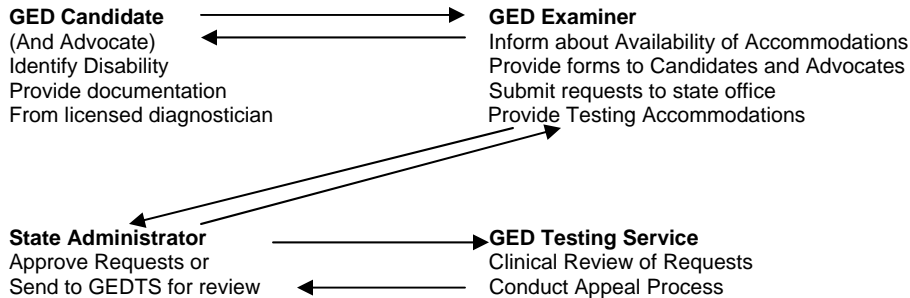 GED Candidate
(And Advocate)
Identify Disability
Provide documentation
From licensed diagnostician
GED Examiner
Inform about Availability of Accommodations
Provide forms to Candidates and Advocates
Submit requests to state office
Provide Testing Accommodations
State Administrator
Approve Requests or
Send to GEDTS for review
GED Testing Service
Clinical Review of Requests
Conduct Appeal Process